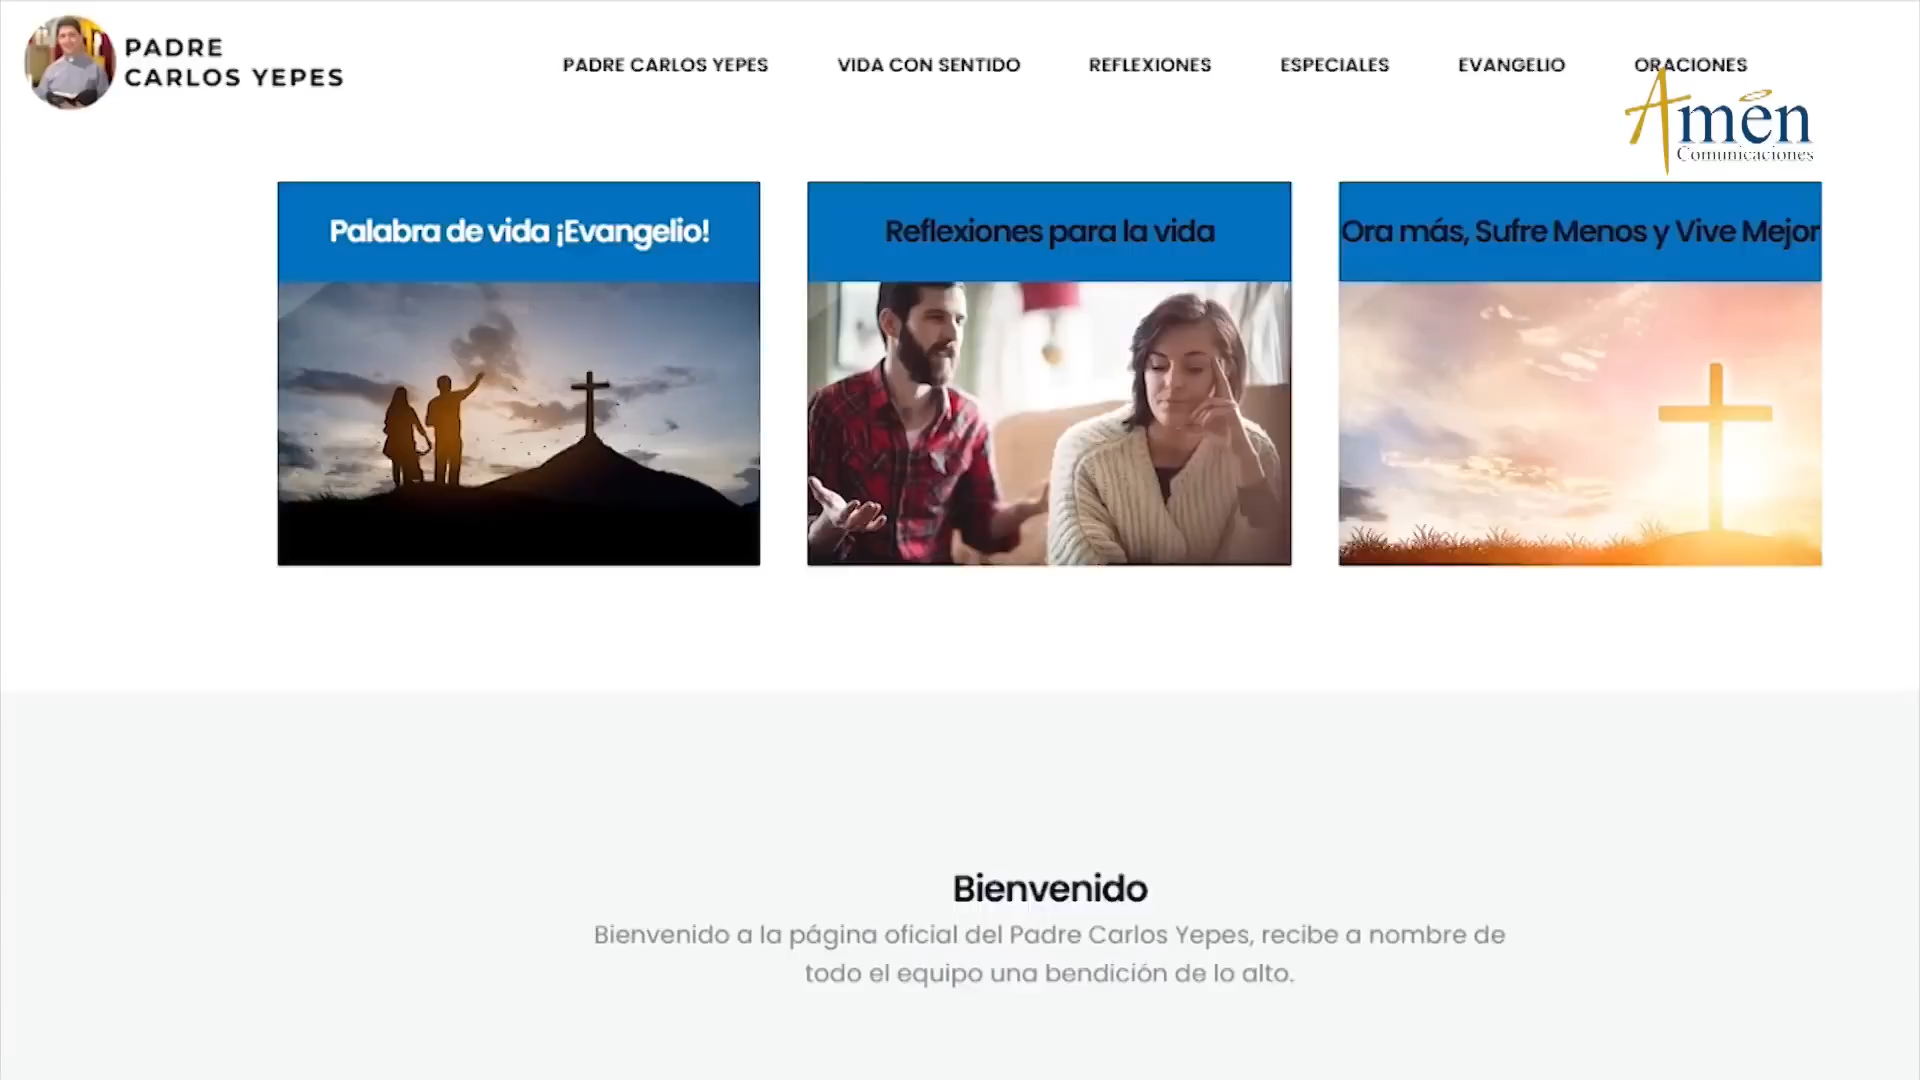 PADRE
CARLOS YEPES
PADRE CARLOS YEPES
VIDA CON SENTIDO
REFLEXIONES
ESPECIALES
EVANGELIO
ORACIONES
Amén
Comunicaciones
Palabra de vida ¡Evangelio!
Reflexiones para la vida
Ora más, Sufre Menos y Vive Mejor
Bienvenido
Bienvenido a la página oficial del Padre Carlos Yepes, recibe a nombre de
todo el equipo una bendición de lo alto.